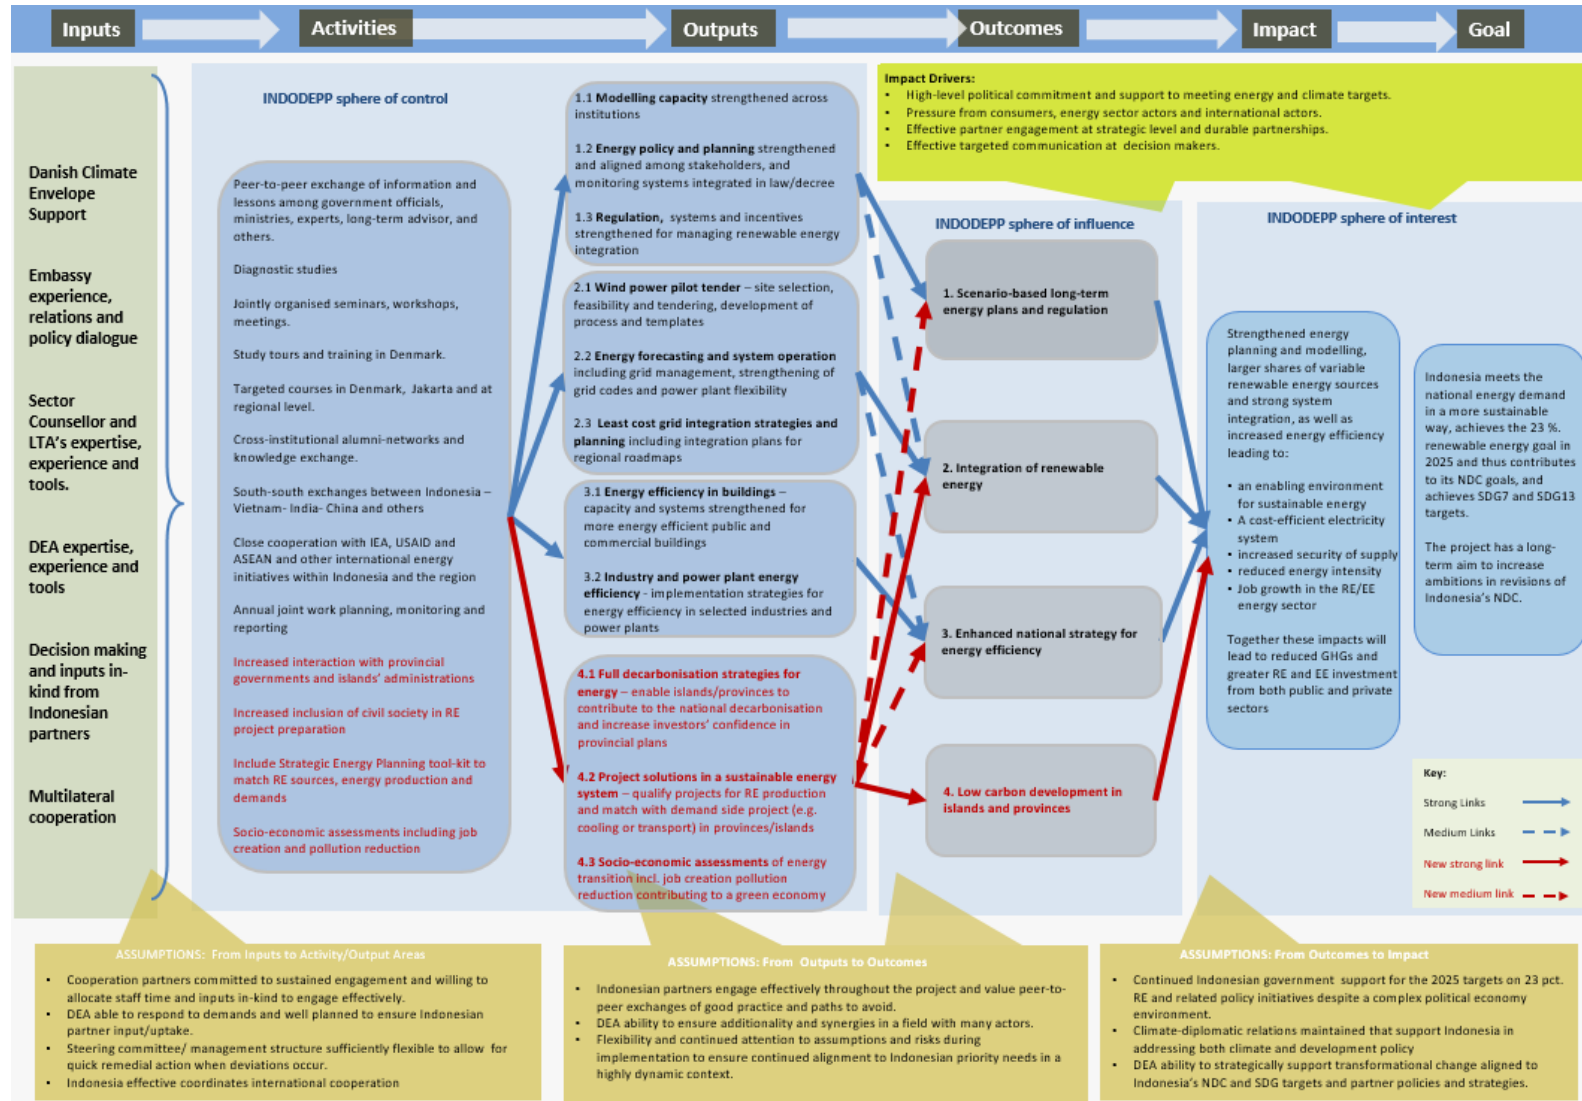 Inputs
Activities
Outputs
Outcomes
Impact
Goal
Danish Climate
Envelope
Support
Embassy
experience,
relations and
policy dialogue
Sector
Counsellor and
LTA's expertise,
experience and
tools.
DEA expertise,
experience and
tools
Decision making
and inputs in-
kind from
Indonesian
partners
Multilateral
cooperation
INDODEPP sphere of control
Peer-to-peer exchange of information and
lessons among government officials,
ministries, experts, long-term advisor, and
others.
Diagnostic studies
Jointly organised seminars, workshops,
meetings.
Study tours and training in Denmark.
Targeted courses in Denmark, Jakarta and at
regional level.
Cross-institutional alumni-networks and
knowledge exchange.
South-south exchanges between Indonesia –
Vietnam- India- China and others
Close cooperation with IEA, USAID and
ASEAN and other international energy
initiatives within Indonesia and the region
Annual joint work planning, monitoring and
reporting
Increased interaction with provincial
governments and islands' administrations
Increased inclusion of civil society in RE
project preparation
Include Strategic Energy Planning tool-kit to
match RE sources, energy production and
demands
Socio-economic assessments including job
creation and pollution reduction
1.1 Modelling capacity strengthened across
institutions
1.2 Energy policy and planning strengthened
and aligned among stakeholders, and
monitoring systems integrated in law/decree
1.3 Regulation, systems and incentives
strengthened for managing renewable energy
integration
2.1 Wind power pilot tender – site selection,
feasibility and tendering, development of
process and templates
2.2 Energy forecasting and system operation
including grid management, strengthening of
grid codes and power plant flexibility
2.3 Least cost grid integration strategies and
planning including integration plans for
regional roadmaps
3.1 Energy efficiency in buildings –
capacity and systems strengthened for
more energy efficient public and
commercial buildings
3.2 Industry and power plant energy
efficiency - implementation strategies for
energy efficiency in selected industries and
power plants
4.1 Full decarbonisation strategies for
energy – enable islands/provinces to
contribute to the national decarbonisation
and increase investors' confidence in
provincial plans
4.2 Project solutions in a sustainable energy
system – qualify projects for RE production
and match with demand side project (e.g.
cooling or transport) in provinces/islands
4.3 Socio-economic assessments of energy
transition incl. job creation pollution
reduction contributing to a green economy
Impact Drivers:
• High-level political commitment and support to meeting energy and climate targets.
• Pressure from consumers, energy sector actors and international actors.
• Effective partner engagement at strategic level and durable partnerships.
• Effective targeted communication at decision makers.
INDODEPP sphere of influence
1. Scenario-based long-term
energy plans and regulation
2. Integration of renewable
energy
3. Enhanced national strategy for
energy efficiency
4. Low carbon development in
islands and provinces
INDODEPP sphere of interest
Strengthened energy
planning and modelling,
larger shares of variable
renewable energy sources
and strong system
integration, as well as
increased energy efficiency
leading to:
• an enabling environment
for sustainable energy
• A cost-efficient electricity
system
• increased security of supply
• reduced energy intensity
• Job growth in the RE/EE
energy sector
Together these impacts will
lead to reduced GHGs and
greater RE and EE investment
from both public and private
sectors
Indonesia meets the
national energy demand
in a more sustainable
way, achieves the 23 %.
renewable energy goal in
2025 and thus contributes
to its NDC goals, and
achieves SDG7 and SDG13
targets.
The project has a long-
term aim to increase
ambitions in revisions of
Indonesia's NDC.
Key:
Strong Links
Medium Links
New strong link
New medium link
ASSUMPTIONS: From Inputs to Activity/Output Areas
• Cooperation partners committed to sustained engagement and willing to
allocate staff time and inputs in-kind to engage effectively.
• DEA able to respond to demands and well planned to ensure Indonesian
partner input/uptake.
• Steering committee/ management structure sufficiently flexible to allow for
quick remedial action when deviations occur.
• Indonesia effective coordinates international cooperation
ASSUMPTIONS: From Outputs to Outcomes
• Indonesian partners engage effectively throughout the project and value peer-to-
peer exchanges of good practice and paths to avoid.
• DEA ability to ensure additionality and synergies in a field with many actors.
• Flexibility and continued attention to assumptions and risks during
implementation to ensure continued alignment to Indonesian priority needs in a
highly dynamic context.
ASSUMPTIONS: From Outcomes to Impact
• Continued Indonesian government support for the 2025 targets on 23 pct.
RE and related policy initiatives despite a complex political economy
environment.
• Climate-diplomatic relations maintained that support Indonesia in
addressing both climate and development policy
• DEA ability to strategically support transformational change aligned to
Indonesia's NDC and SDG targets and partner policies and strategies.